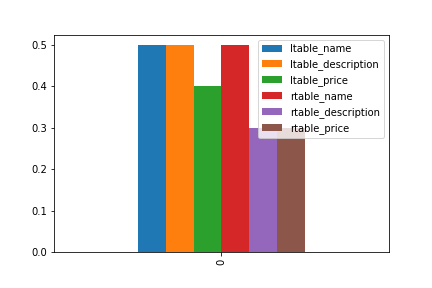 0.5
0.4
0.3
0.2
0.1
0.0
0
ltable_name
ltable_description
ltable_price
rtable_name
rtable_description
rtable_price